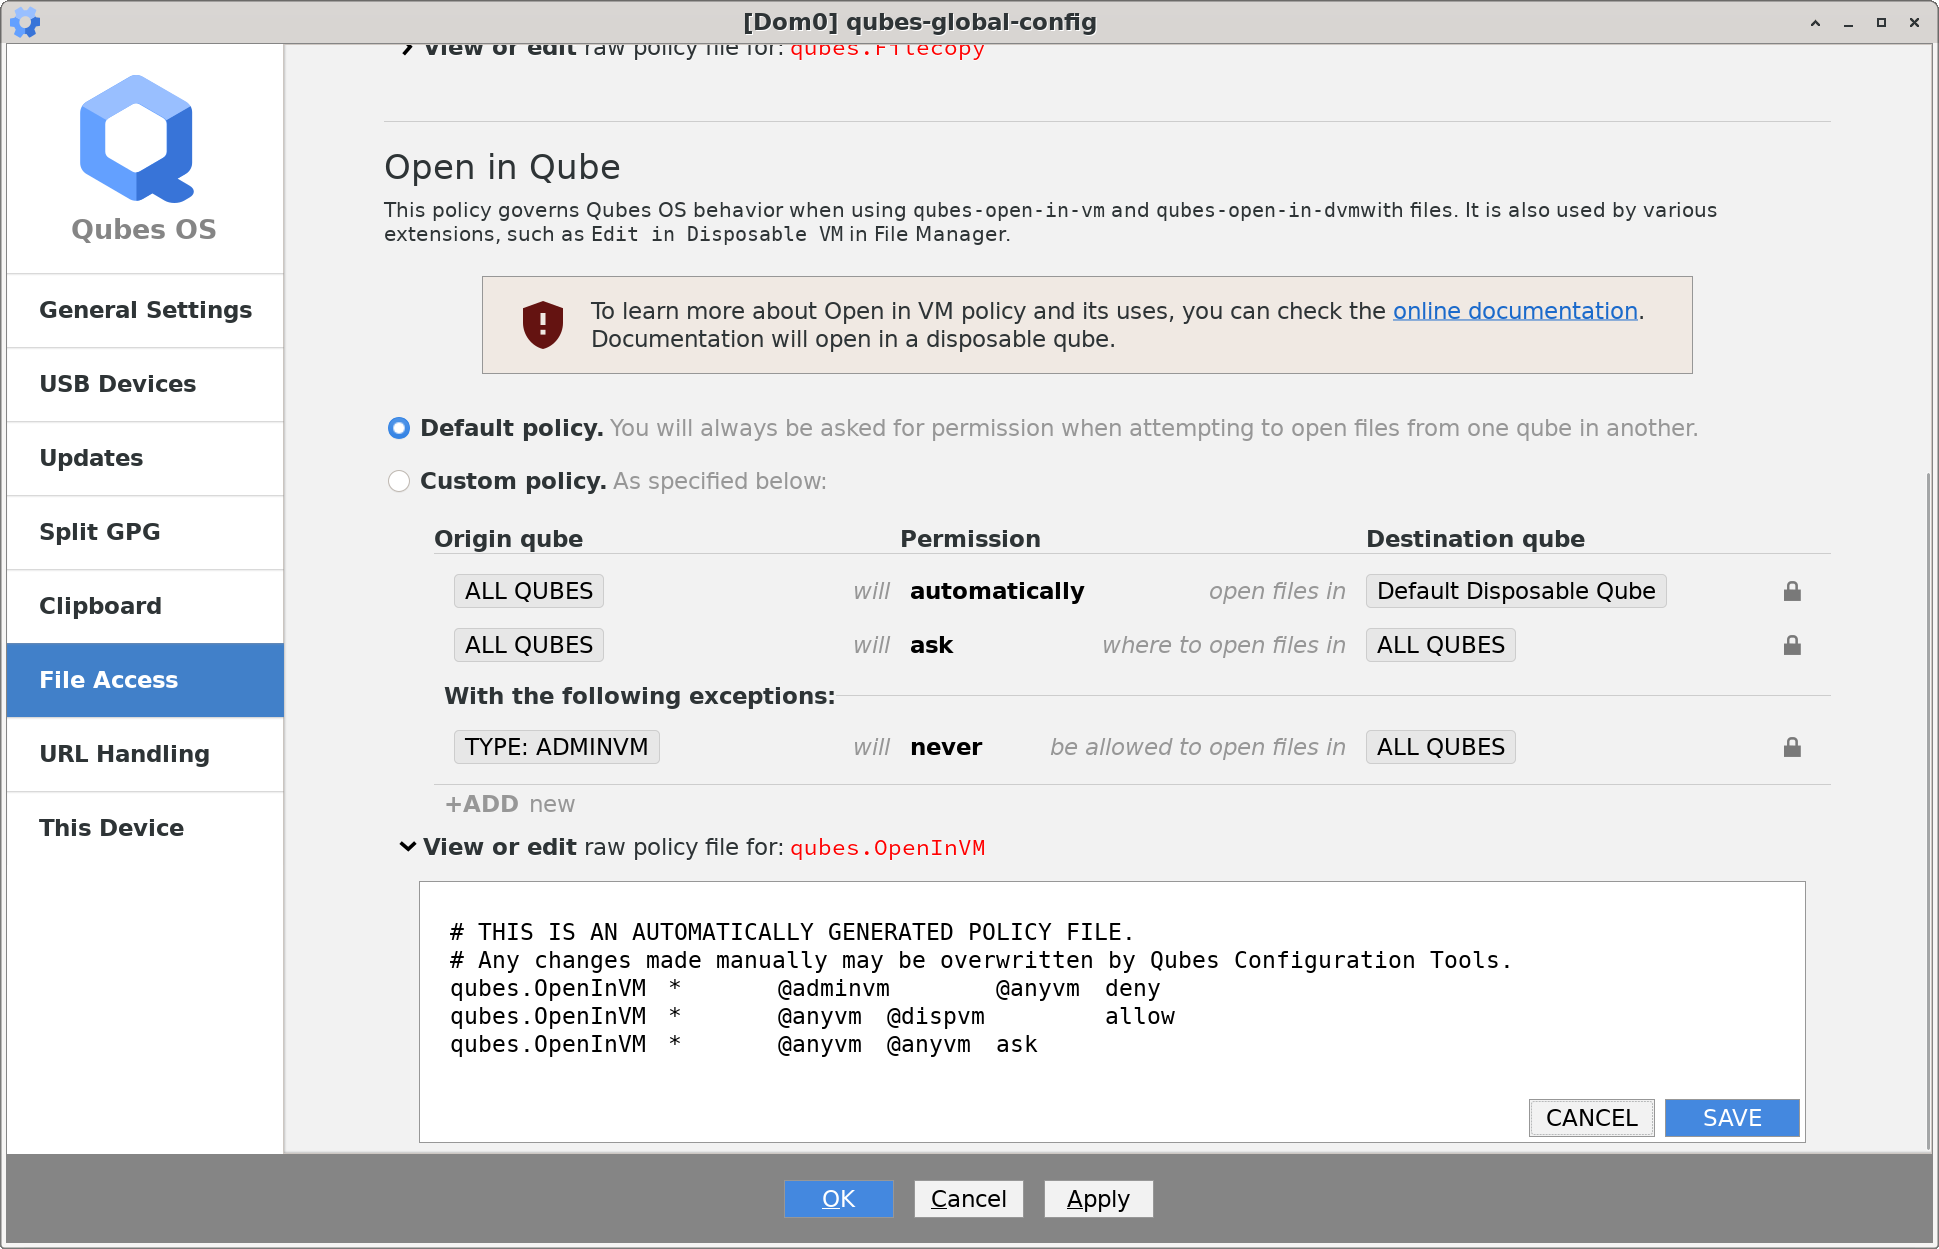 [Dom0] qubes-global-config
Qubes OS
General Settings
USB Devices
Updates
Split GPG
Clipboard
File Access
URL Handling
This Device
View or edit raw policy file for: qubes.Filecopy
Open in Qube
This policy governs Qubes OS behavior when using qubes-open-in-vm and qubes-open-in-dvmwith files. It is also used by various
extensions, such as Edit in Disposable VM in File Manager.
To learn more about Open in VM policy and its uses, you can check the online documentation.
Documentation will open in a disposable qube.
Default policy. You will always be asked for permission when attempting to open files from one qube in another.
Custom policy. As specified below:
Origin qube Permission Destination qube
ALL QUBES will automatically open files in Default Disposable Qube
ALL QUBES will ask where to open files in ALL QUBES
With the following exceptions:
TYPE: ADMINVM will never be allowed to open files in ALL QUBES
+ADD new
View or edit raw policy file for: qubes.OpenInVM
# THIS IS AN AUTOMATICALLY GENERATED POLICY FILE.
# Any changes made manually may be overwritten by Qubes Configuration Tools.
qubes.OpenInVM * @adminvm @anyvm deny
qubes.OpenInVM * @anyvm @dispvm allow
qubes.OpenInVM * @anyvm @anyvm ask
CANCEL SAVE
OK Cancel Apply